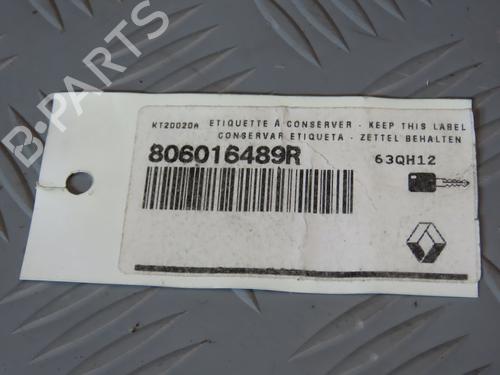 B-PARTS
KT20020A ETIQUETTE À CONSERVER - KEEP THIS LABEL
CONSERVAR ETIQUETA - ZETTEL BEHALTEN
806016489R 63QH12